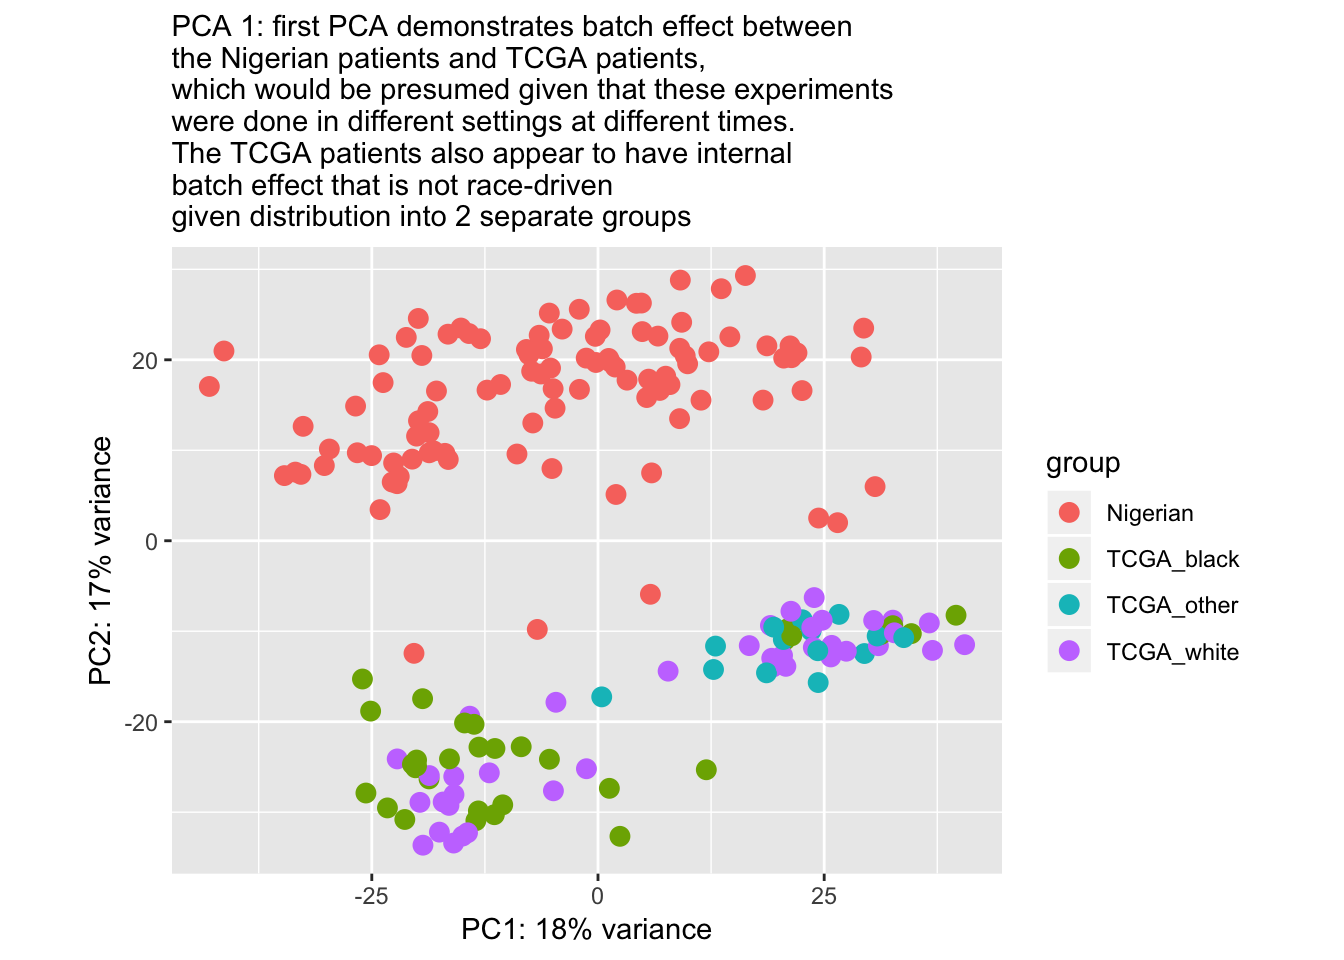 PCA 1: first PCA demonstrates batch effect between
the Nigerian patients and TCGA patients,
which would be presumed given that these experiments
were done in different settings at different times.
The TCGA patients also appear to have internal
batch effect that is not race-driven
given distribution into 2 separate groups
20
0
-20
PC2: 17% variance
-25
0
25
PC1: 18% variance
group
Nigerian
TCGA_black
TCGA_other
TCGA_white